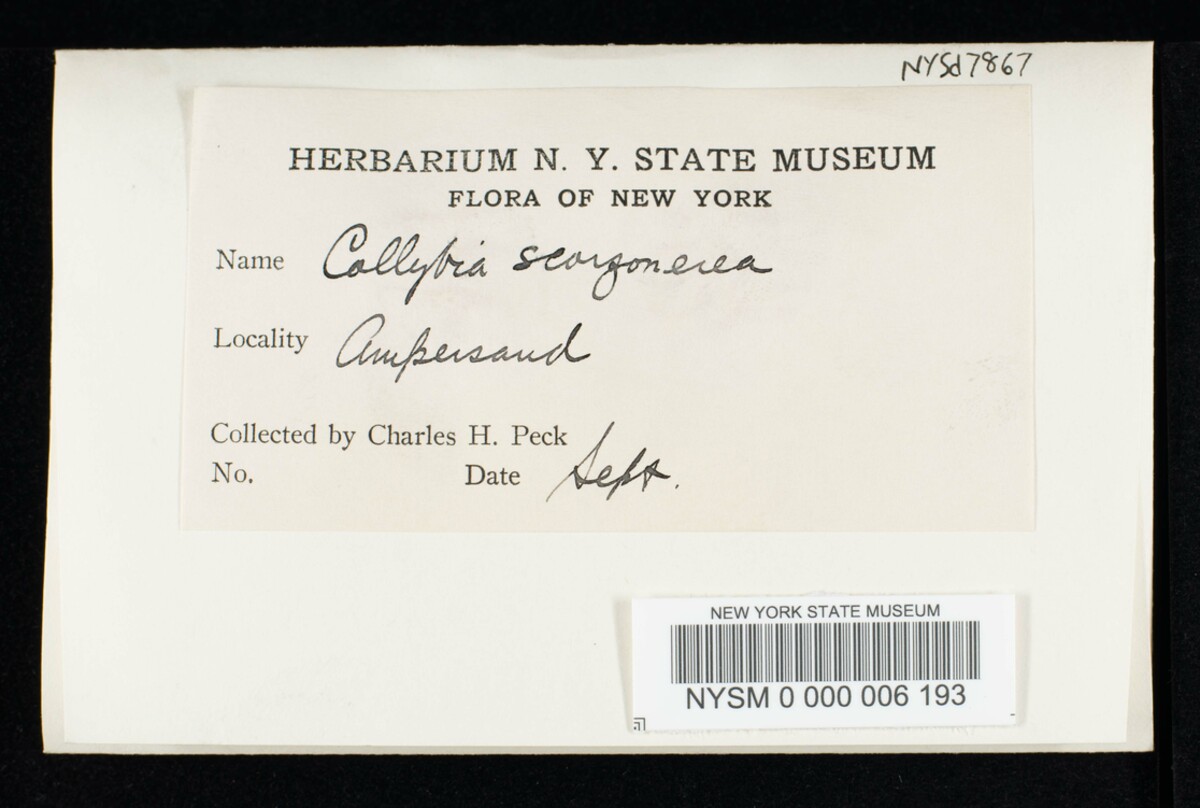 NYSd7867
HERBARIUM N. Y. STATE MUSEUM
FLORA OF NEW YORK
Name Collybia scorzonerea
Locality Ampersand
Collected by Charles H. Peck
No. Date Sept.
NEW YORK STATE MUSEUM
NYSM 0 000 006 193